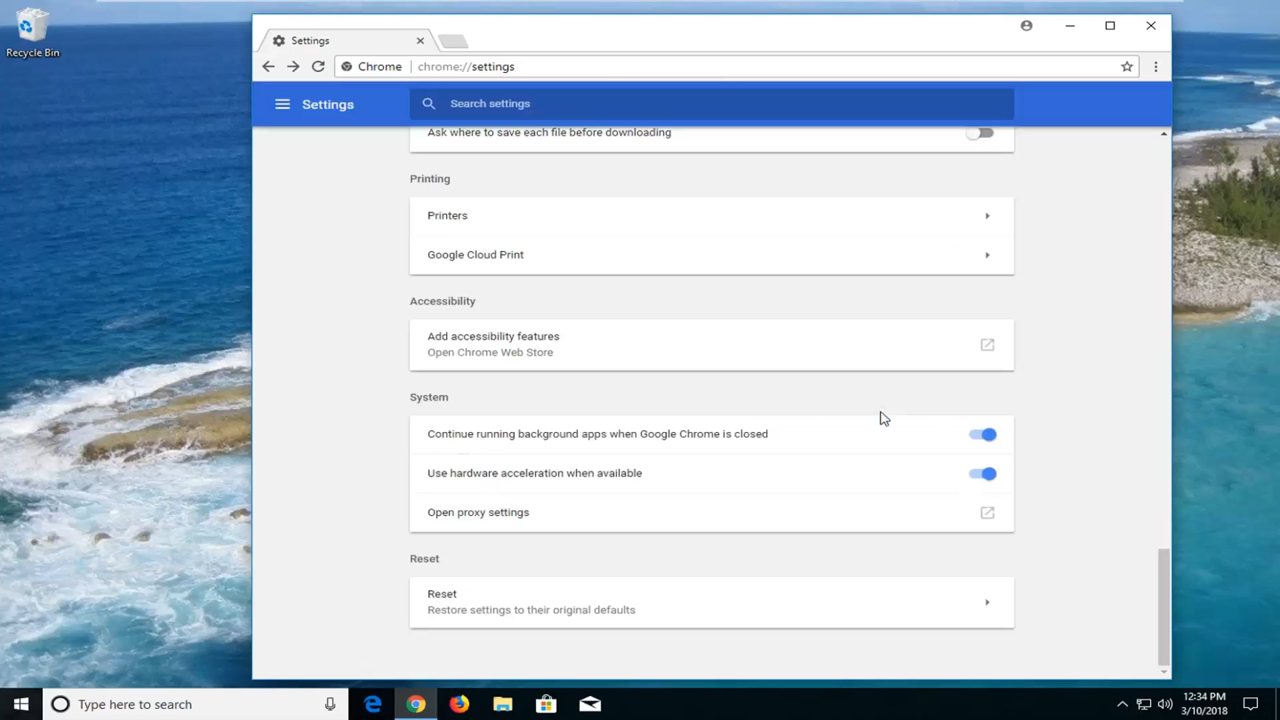 Recycle Bin
Settings
Chrome chrome://settings
Settings
Search settings
Ask where to save each file before downloading
Printing
Printers
Google Cloud Print
Accessibility
Add accessibility features
Open Chrome Web Store
System
Continue running background apps when Google Chrome is closed
Use hardware acceleration when available
Open proxy settings
Reset
Reset
Restore settings to their original defaults
Type here to search
12:34 PM
3/10/2018